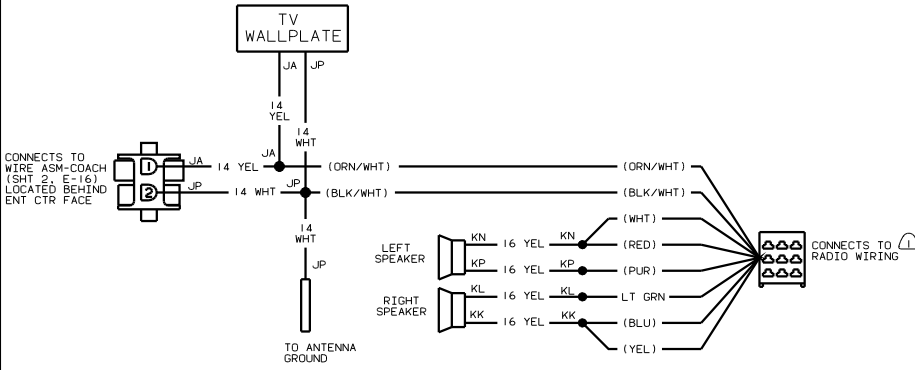 TV
WALLPLATE
JA
JP
14
YEL
14
WHT
CONNECTS TO
WIRE ASM-COACH
(SHT 2, E-16)
LOCATED BEHIND
ENT CTR FACE
1
2
JA
14 YEL
JA
(ORN/WHT)
(ORN/WHT)
JP
14 WHT
JP
(BLK/WHT)
(BLK/WHT)
14
WHT
JP
TO ANTENNA
GROUND
LEFT
SPEAKER
RIGHT
SPEAKER
(WHT)
KN
16 YEL
KN
(RED)
KP
16 YEL
KP
(PUR)
KL
16 YEL
KL
LT GRN
KK
16 YEL
KK
(BLU)
(YEL)
CONNECTS TO 1
RADIO WIRING